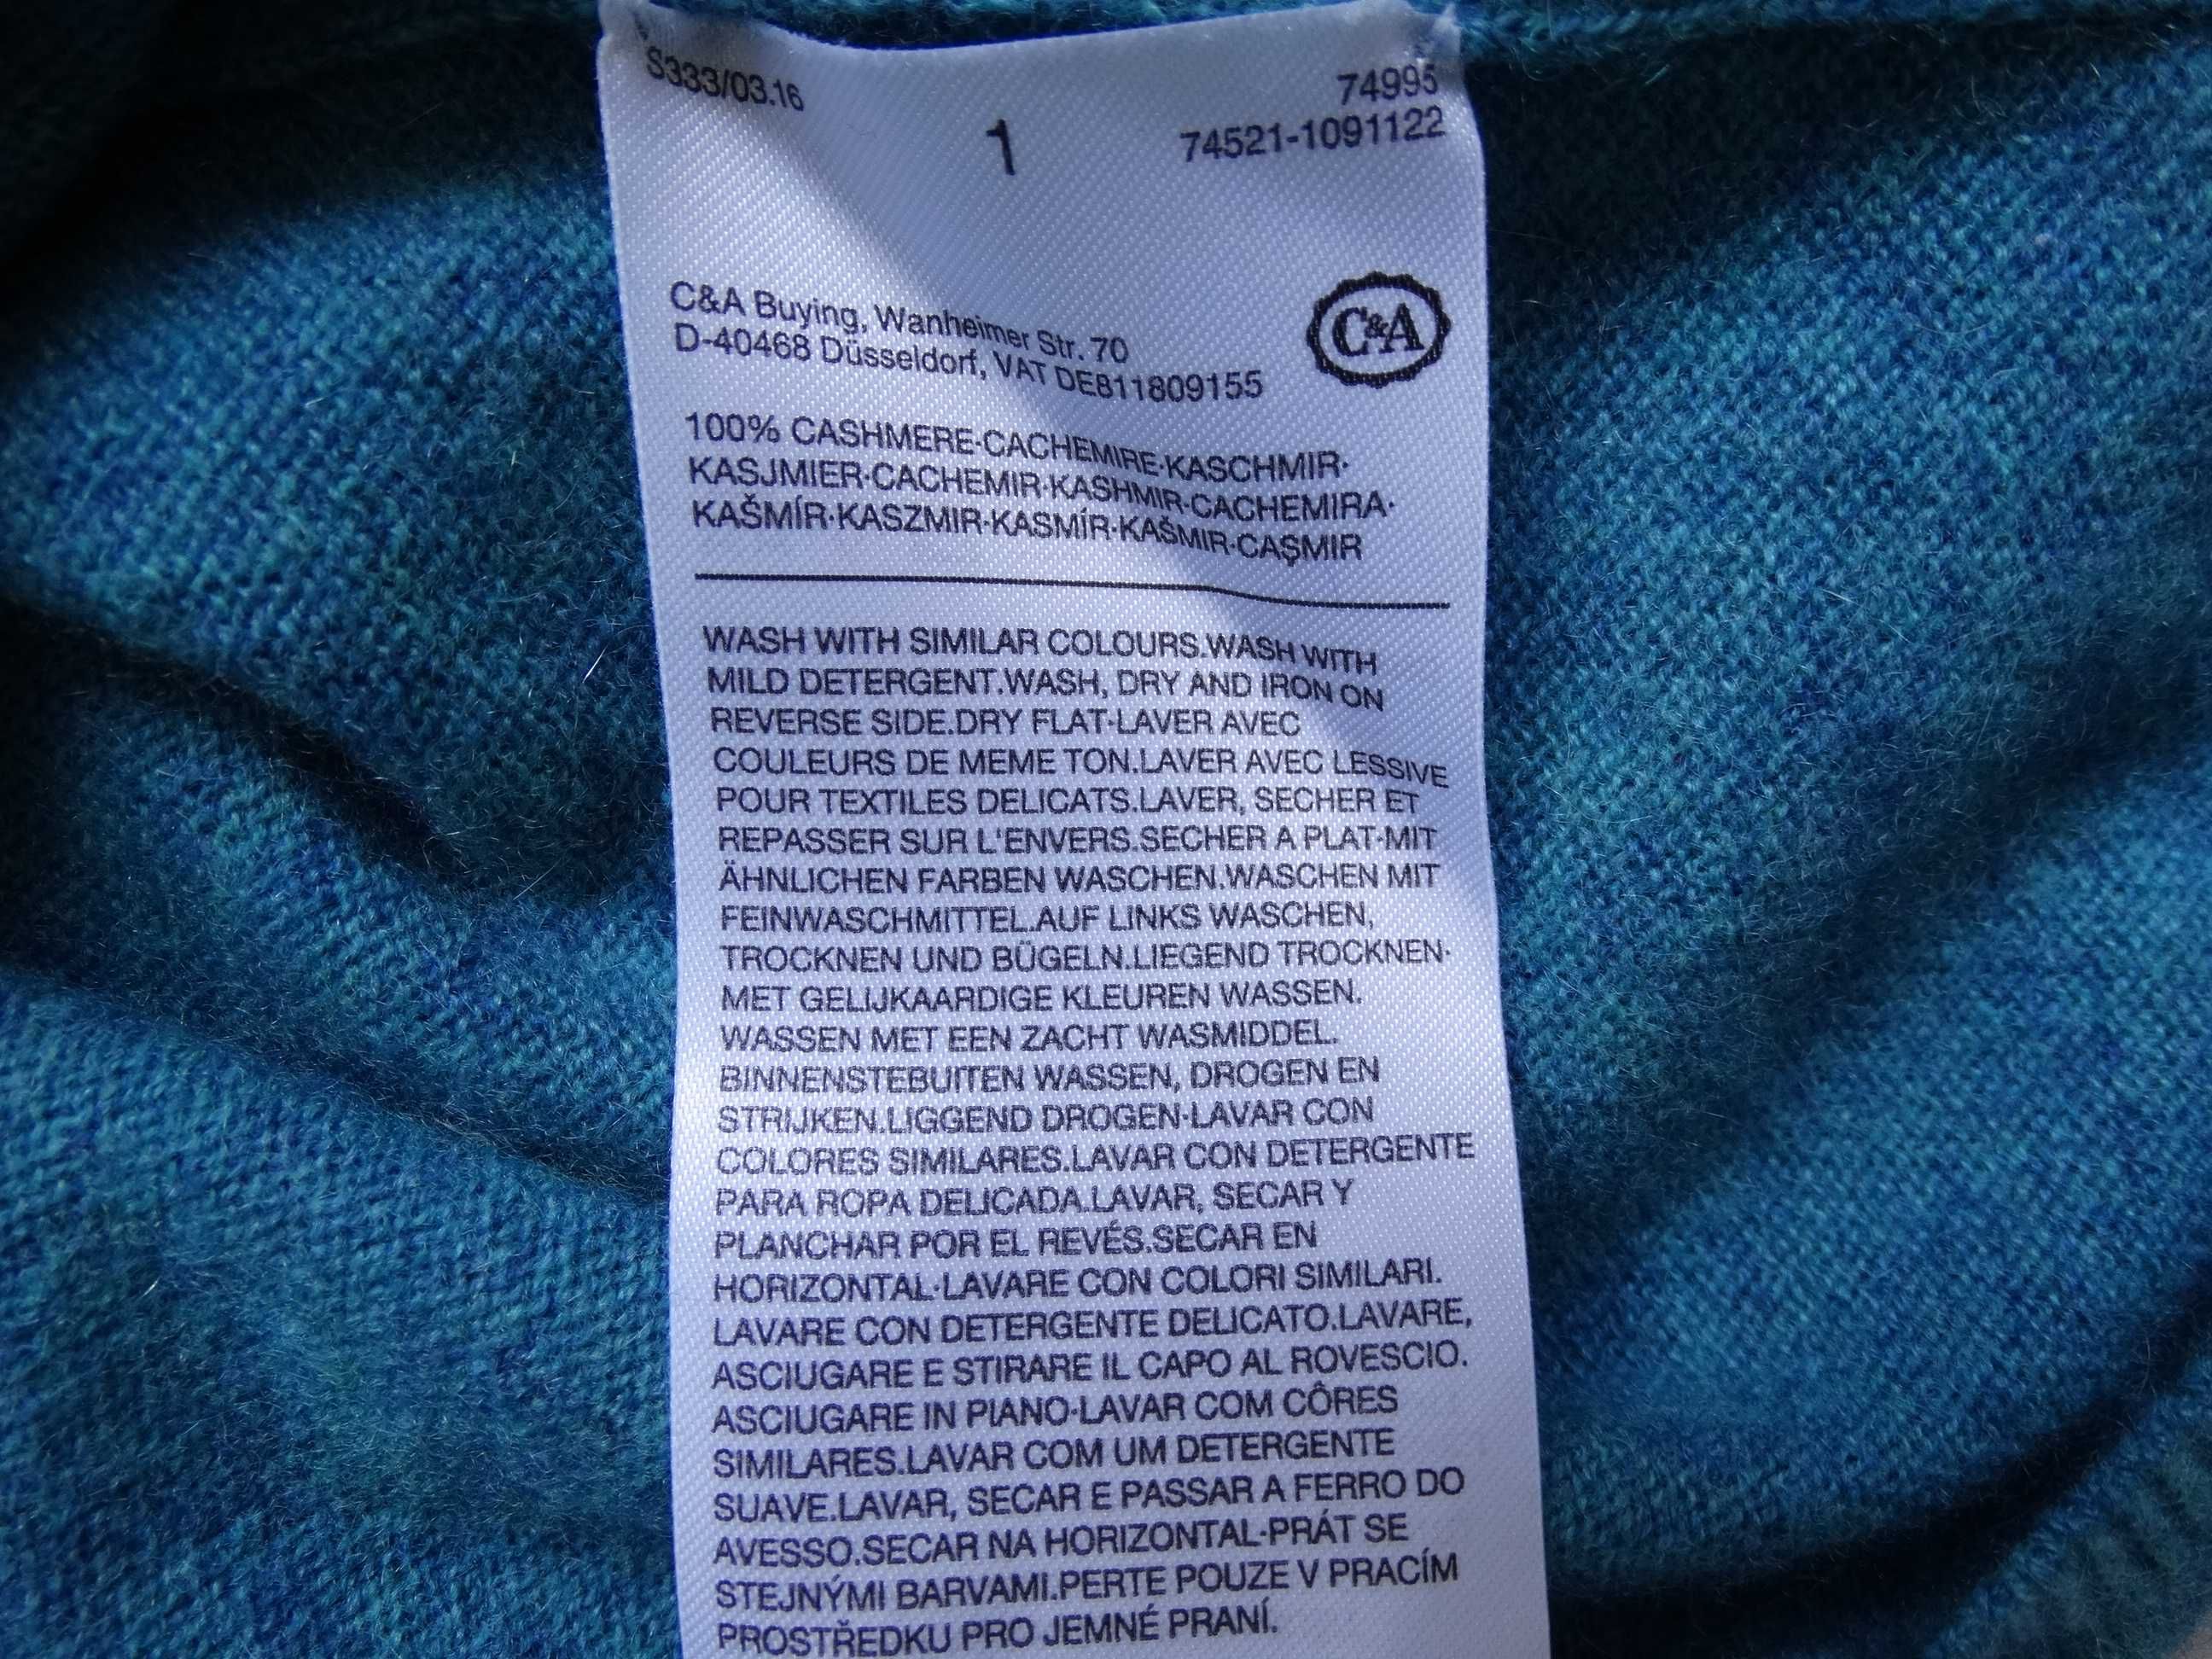 S333/03.16
74995
1
74521-1091122
C&A Buying, Wanheimer Str. 70
D-40468 Düsseldorf, VAT DE811809155
C&A
100% CASHMERE·CACHEMIRE·KASCHMIR·
KASJMIER·CACHEMIR·KASHMIR·CACHEMIRA·
KAŠMÍR·KASZMIR·KASMÍR·KAŠMIR·CAŞMIR
WASH WITH SIMILAR COLOURS.WASH WITH
MILD DETERGENT.WASH, DRY AND IRON ON
REVERSE SIDE.DRY FLAT·LAVER AVEC
COULEURS DE MEME TON.LAVER AVEC LESSIVE
POUR TEXTILES DELICATS.LAVER, SECHER ET
REPASSER SUR L'ENVERS.SECHER A PLAT·MIT
ÄHNLICHEN FARBEN WASCHEN.WASCHEN MIT
FEINWASCHMITTEL.AUF LINKS WASCHEN,
TROCKNEN UND BÜGELN.LIEGEND TROCKNEN·
MET GELIJKAARDIGE KLEUREN WASSEN.
WASSEN MET EEN ZACHT WASMIDDEL.
BINNENSTEBUITEN WASSEN, DROGEN EN
STRIJKEN.LIGGEND DROGEN·LAVAR CON
COLORES SIMILARES.LAVAR CON DETERGENTE
PARA ROPA DELICADA.LAVAR, SECAR Y
PLANCHAR POR EL REVÉS.SECAR EN
HORIZONTAL·LAVARE CON COLORI SIMILARI.
LAVARE CON DETERGENTE DELICATO.LAVARE,
ASCIUGARE E STIRARE IL CAPO AL ROVESCIO.
ASCIUGARE IN PIANO·LAVAR COM CÔRES
SIMILARES.LAVAR COM UM DETERGENTE
SUAVE.LAVAR, SECAR E PASSAR A FERRO DO
AVESSO.SECAR NA HORIZONTAL·PRÁT SE
STEJNÝMI BARVAMI.PERTE POUZE V PRACÍM
PROSTŘEDKU PRO JEMNÉ PRANÍ.